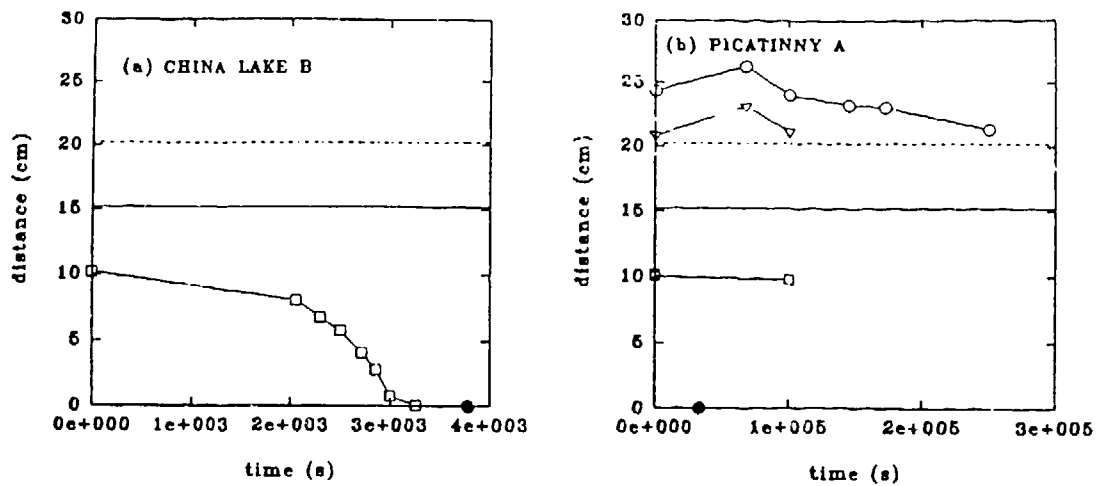 (a) CHINA LAKE B
30
25
20
15
10
5
0
distance (cm)
0e+000 1e+003 2e+003 3e+003 4e+003
time (s)
(b) PICATINNY A
30
25
20
15
10
5
0
distance (cm)
0e+000 1e+005 2e+005 3e+005
time (s)